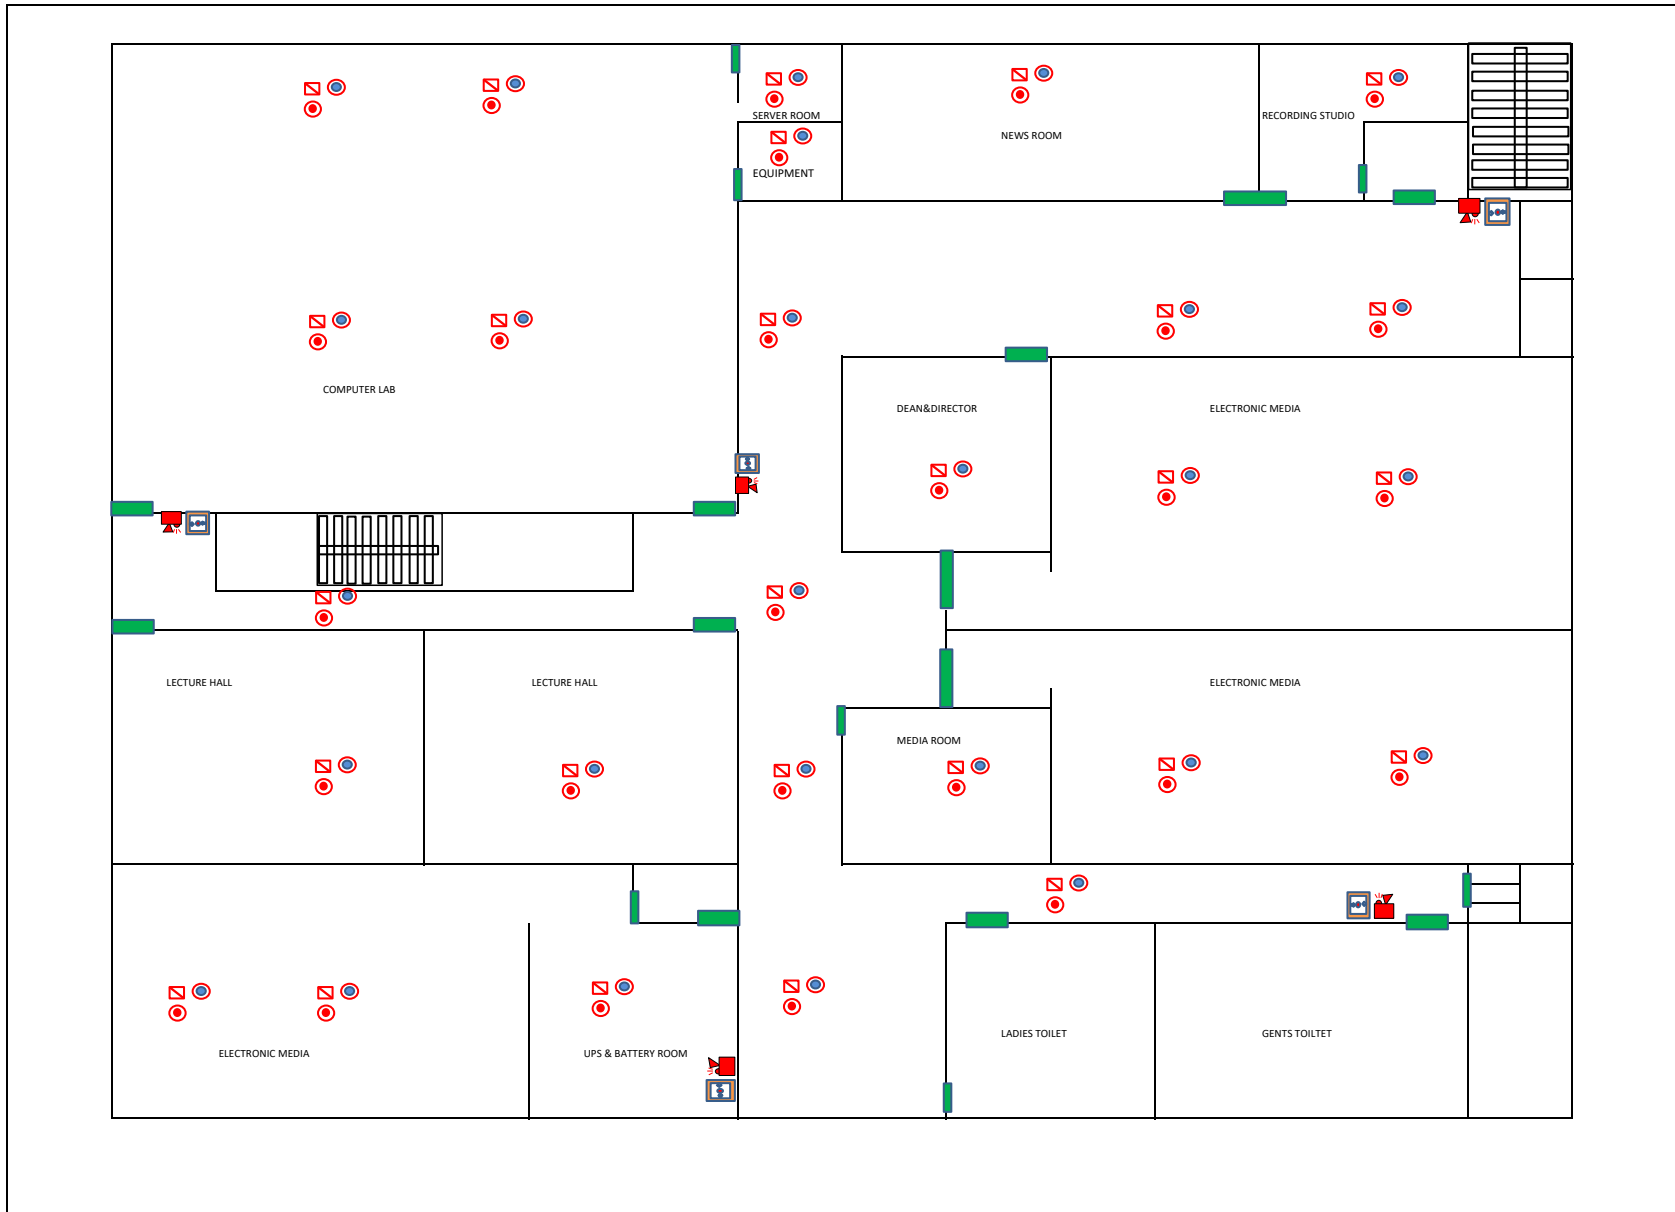 SERVER ROOM
RECORDING STUDIO
NEWS ROOM
EQUIPMENT
COMPUTER LAB
DEAN&DIRECTOR
ELECTRONIC MEDIA
LECTURE HALL
LECTURE HALL
ELECTRONIC MEDIA
MEDIA ROOM
LADIES TOILET
GENTS TOILTET
ELECTRONIC MEDIA
UPS & BATTERY ROOM